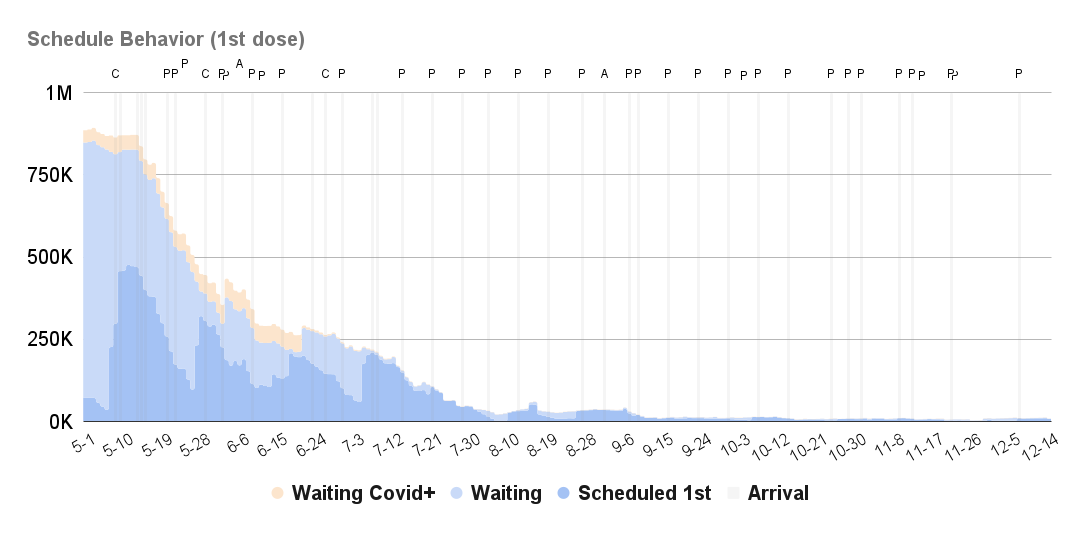 Schedule Behavior (1st dose)
C P P P C P P A P P C P P P P P P P P A P P P P P P P P P P P P P P P P P
1M
750K
500K
250K
0K
5-1 5-10 5-19 5-28 6-6 6-15 6-24 7-3 7-12 7-21 7-30 8-10 8-19 8-28 9-6 9-15 9-24 10-3 10-12 10-21 10-30 11-8 11-17 11-26 12-5 12-14
Waiting Covid+ Waiting Scheduled 1st Arrival